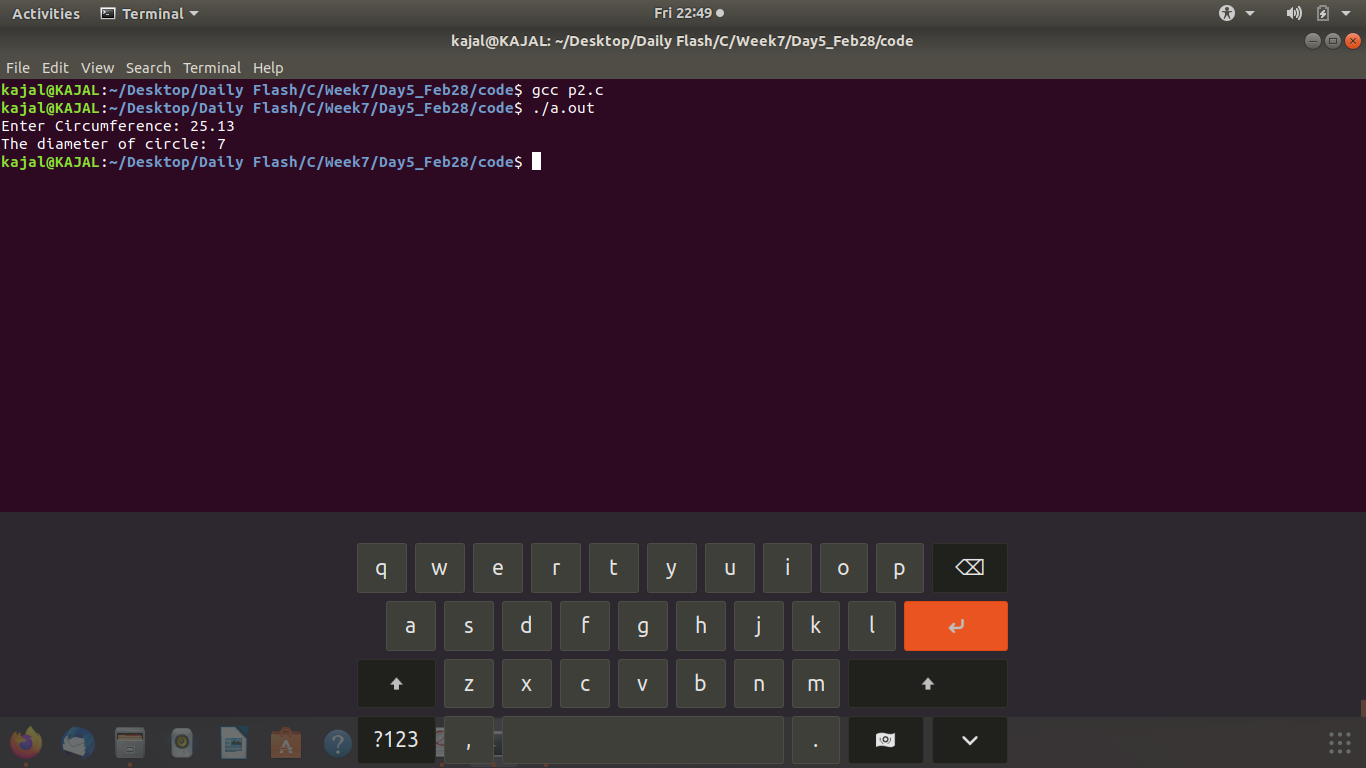 Activities Terminal Fri 22:49
kajal@KAJAL: ~/Desktop/Daily Flash/C/Week7/Day5_Feb28/code
File Edit View Search Terminal Help
kajal@KAJAL:~/Desktop/Daily Flash/C/Week7/Day5_Feb28/code$ gcc p2.c
kajal@KAJAL:~/Desktop/Daily Flash/C/Week7/Day5_Feb28/code$ ./a.out
Enter Circumference: 25.13
The diameter of circle: 7
kajal@KAJAL:~/Desktop/Daily Flash/C/Week7/Day5_Feb28/code$
q w e r t y u i o p
a s d f g h j k l
z x c v b n m
?123 , .